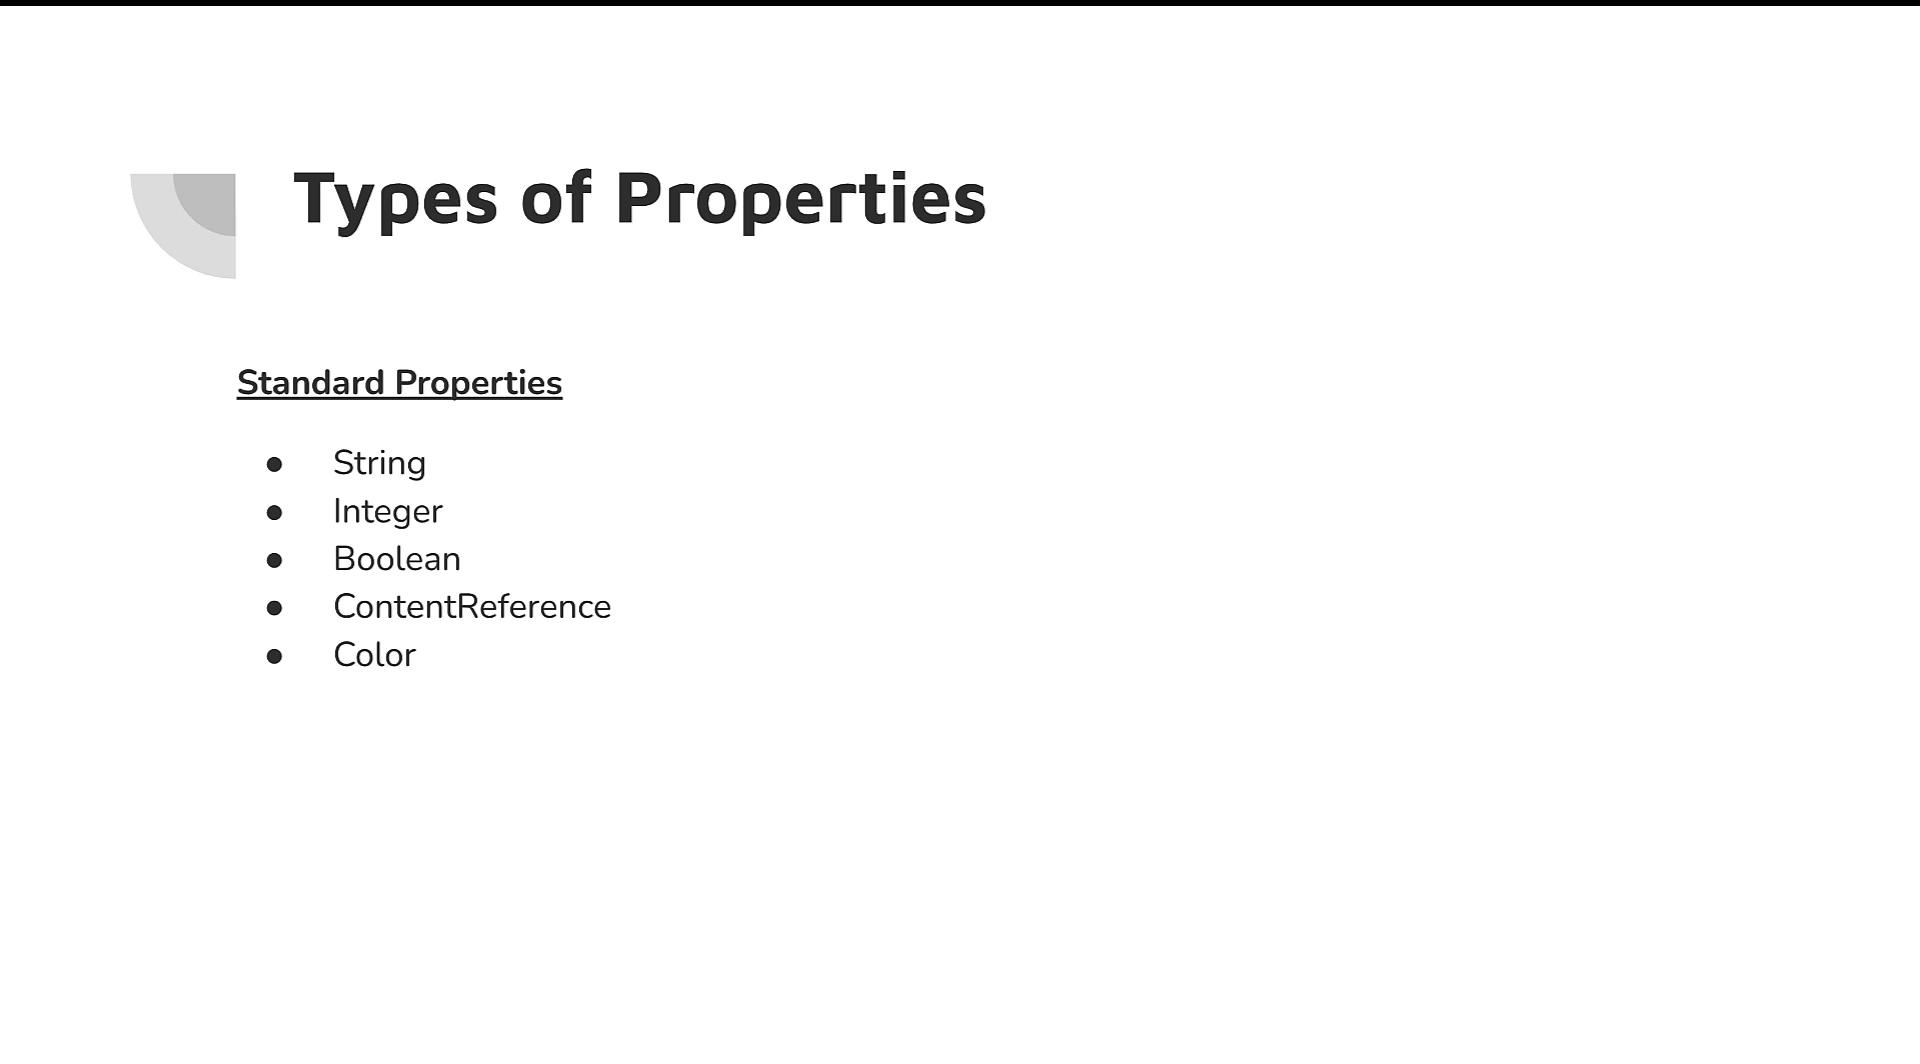 Types of Properties
Standard Properties
● String
● Integer
● Boolean
● ContentReference
● Color